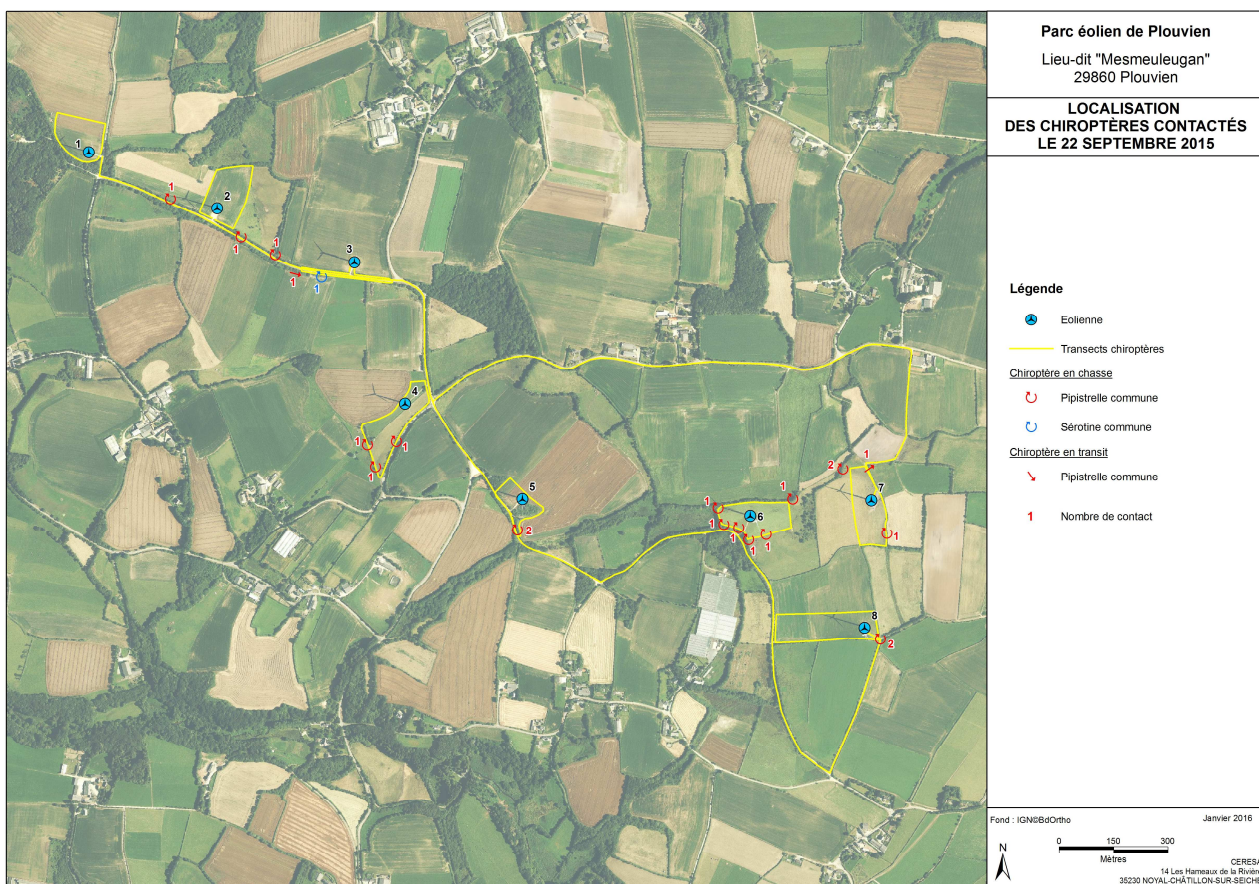 Parc éolien de Plouvien
Lieu-dit "Mesmeuleugan"
29860 Plouvien
LOCALISATION
DES CHIROPTÈRES CONTACTÉS
LE 22 SEPTEMBRE 2015
1
1
2
1
1
3
1
1
4
1
1
1
5
2
1
1
6
1
1
1
1
2
1
7
1
8
2
Légende
Eolienne
Transects chiroptères
Chiroptère en chasse
Pipistrelle commune
Sérotine commune
Chiroptère en transit
Pipistrelle commune
1 Nombre de contact
Fond : IGN©BdOrtho Janvier 2016
N
0 150 300
Mètres
CERESA
14 Les Hameaux de la Rivière
35230 NOYAL-CHÂTILLON-SUR-SEICHE